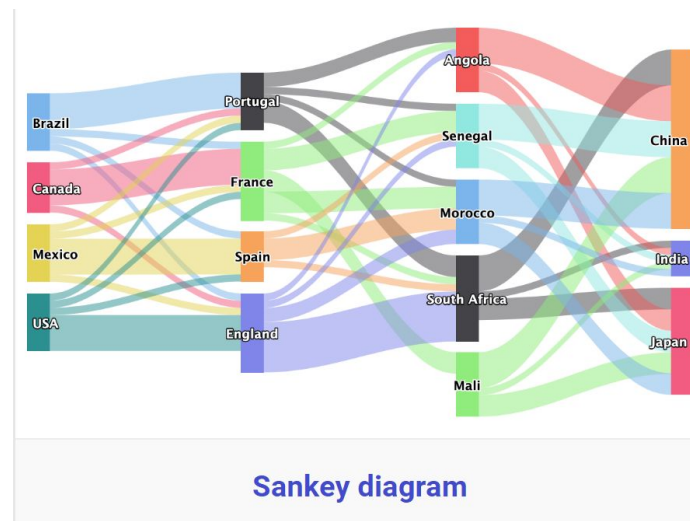 Brazil
Canada
Mexico
USA
Portugal
France
Spain
England
Angola
Senegal
Morocco
South Africa
Mali
China
India
Japan
Sankey diagram